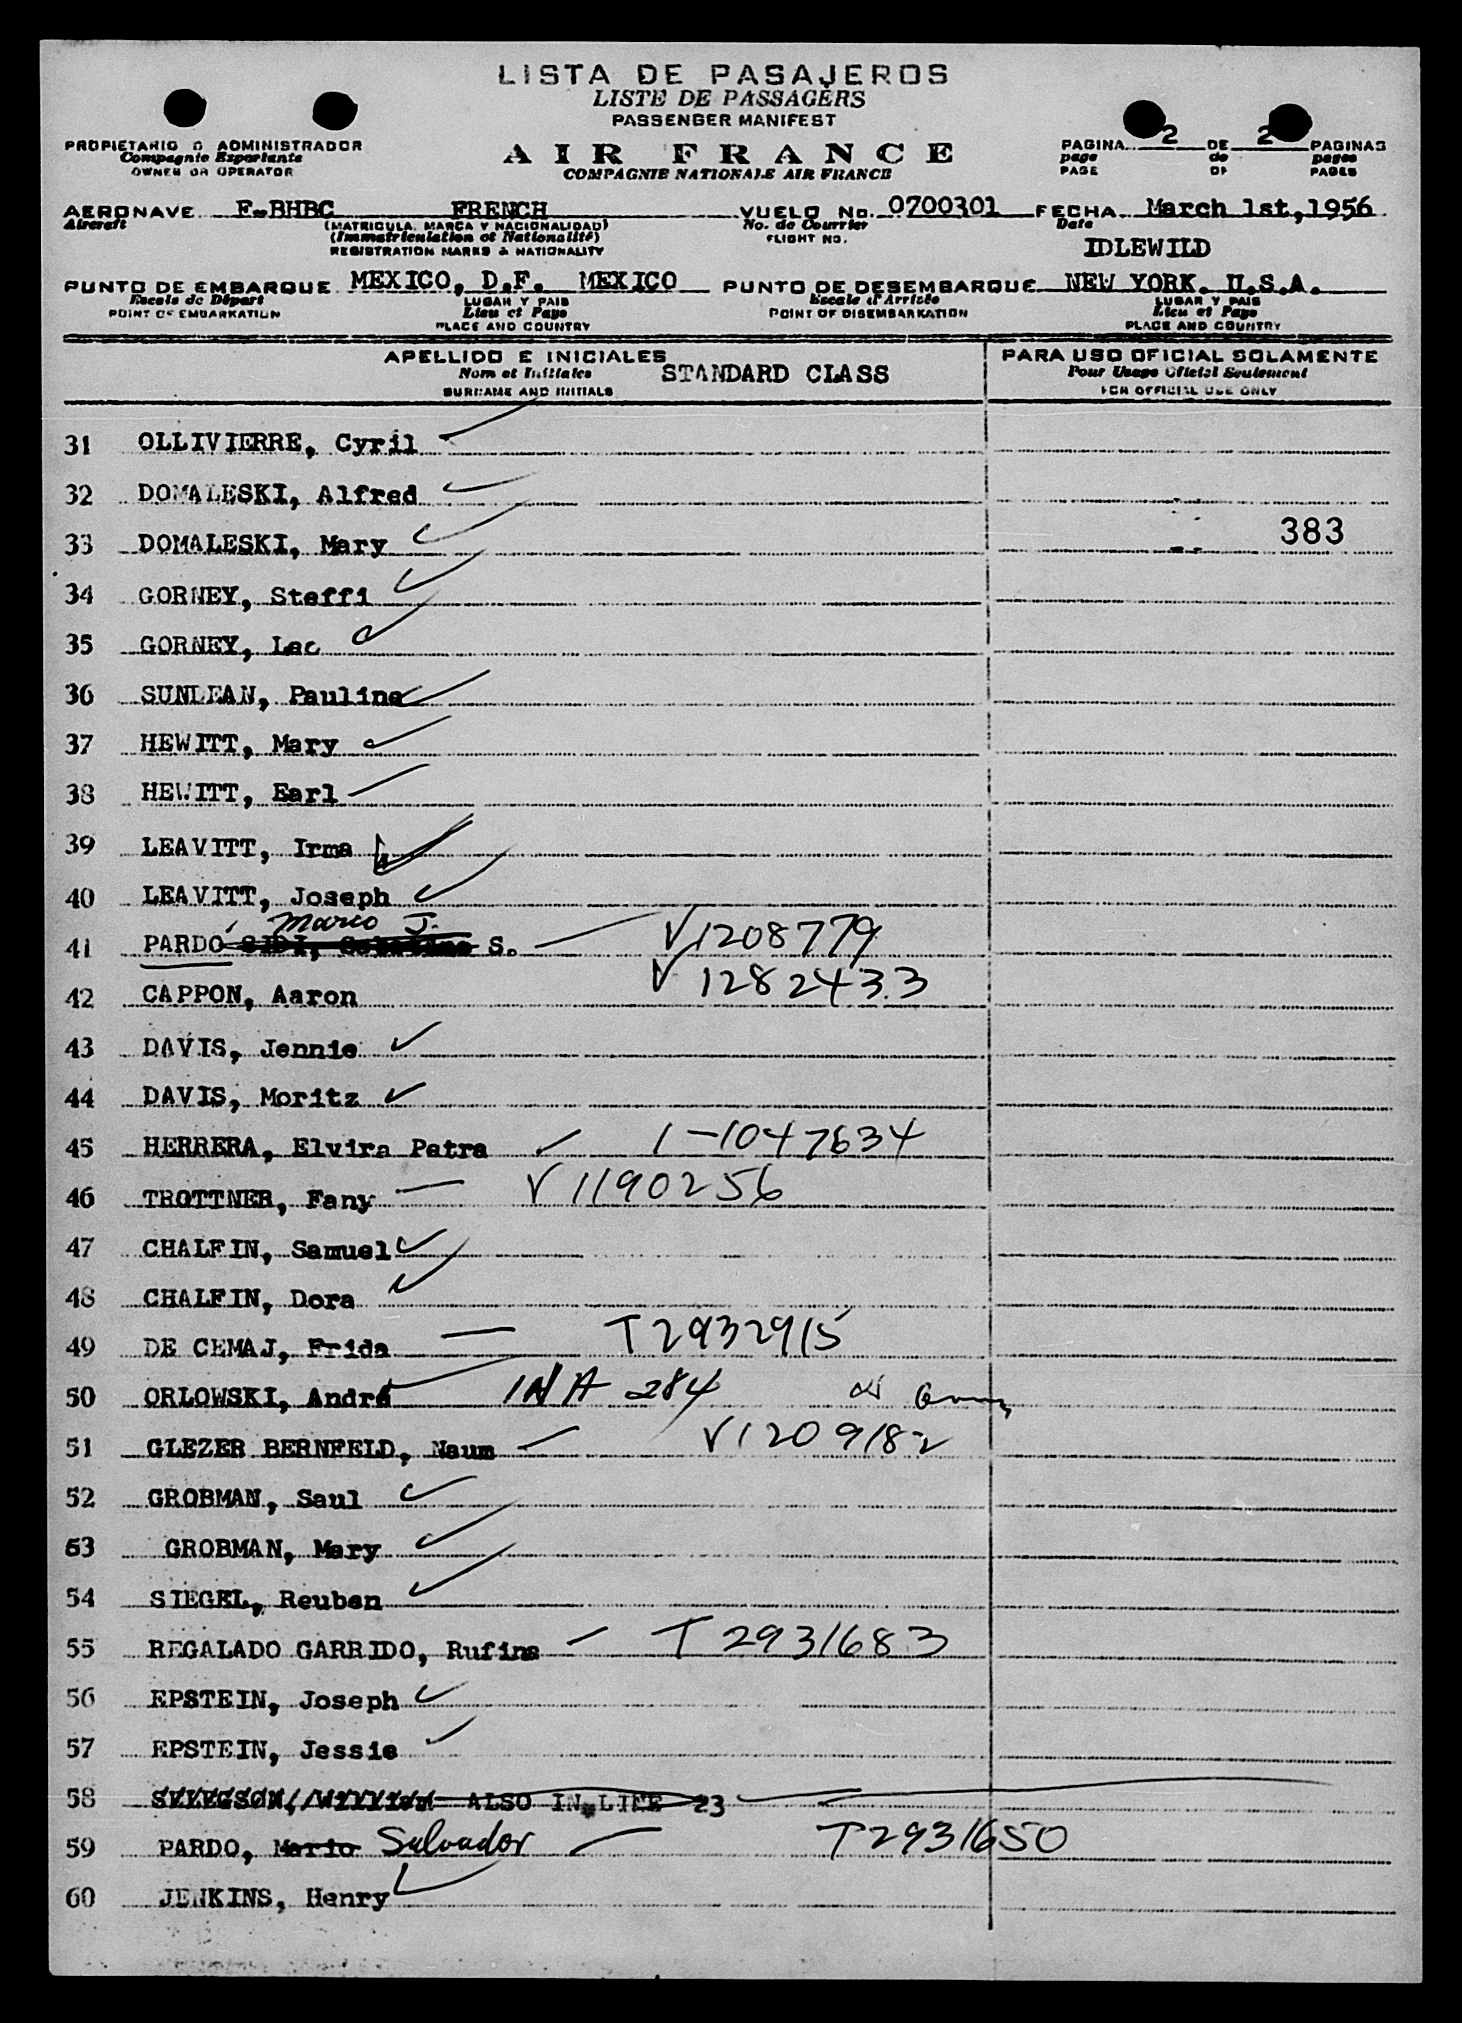 LISTA DE PASAJEROS
LISTE DE PASSAGERS
PASSENGER MANIFEST
PROPIETARIO O ADMINISTRADOR
Compagnie Exportante
OWNER OR OPERATOR
AIR FRANCE
COMPAGNIE NATIONALE AIR FRANCE
PAGINA 2 DE 2 PAGINAS
page de pages
PAGE OF PAGES
AERONAVE F-BHBC FRENCH VUELO No. 0700301 FECHA March 1st,1956
Aircraft (MATRICULA, MARCA Y NACIONALIDAD) No. de Courrier Date
(Immatriculation et Nationalité) FLIGHT NO.
REGISTRATION MARKS & NATIONALITY
IDLEWILD
PUNTO DE EMBARQUE MEXICO, D.F. MEXICO PUNTO DE DESEMBARQUE NEW YORK. U.S.A.
Escale de Départ LUGAR Y PAIS Escale d'Arrivée LUGAR Y PAIS
POINT OF EMBARKATION Lieu et Pays POINT OF DISEMBARKATION Lieu et Pays
PLACE AND COUNTRY PLACE AND COUNTRY
APELLIDO E INICIALES STANDARD CLASS PARA USO OFICIAL SOLAMENTE
Nom et Initiales Pour Usage Officiel Seulement
SURNAME AND INITIALS FOR OFFICIAL USE ONLY
31 OLLIVIERRE, Cyril
32 DOMALESKI, Alfred
33 DOMALESKI, Mary 383
34 GORNEY, Steffi
35 GORNEY, Leo
36 SUNLEAN, Pauline
37 HEWITT, Mary
38 HEWITT, Earl
39 LEAVITT, Irma
40 LEAVITT, Joseph
Marco J.
41 PARDO SIDI, S. V1208779
42 CAPPON, Aaron V 1282433
43 DAVIS, Jennie
44 DAVIS, Moritz
45 HERRERA, Elvira Petra 1-1047634
46 TROTTNER, Fany V1190256
47 CHALFIN, Samuel
48 CHALFIN, Dora
49 DE CEMAJ, Frida T2932915
50 ORLOWSKI, André INA 284
51 GLEZER BERNFELD, Naum V1209182
52 GROBMAN, Saul
53 GROBMAN, Mary
54 SIEGEL, Reuben
55 REGALADO GARRIDO, Rufina T2931683
56 EPSTEIN, Joseph
57 EPSTEIN, Jessie
58 ALSO IN LINE 23
59 PARDO, Mario Salvador T2931650
60 JENKINS, Henry